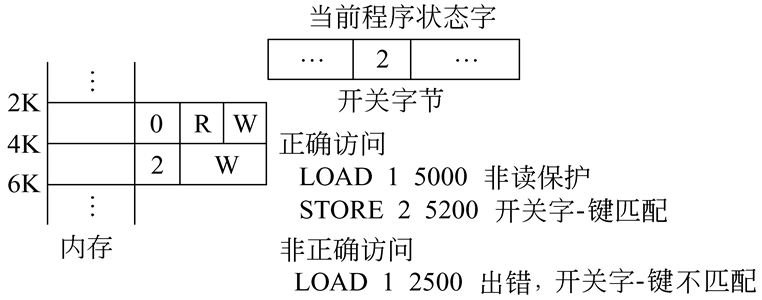 当前程序状态字
⋮
… 2 …
开关字节
2K
0 R W
4K
2 W
6K
⋮
内存
正确访问
LOAD 1 5000 非读保护
STORE 2 5200 开关字-键匹配
非正确访问
LOAD 1 2500 出错，开关字-键不匹配